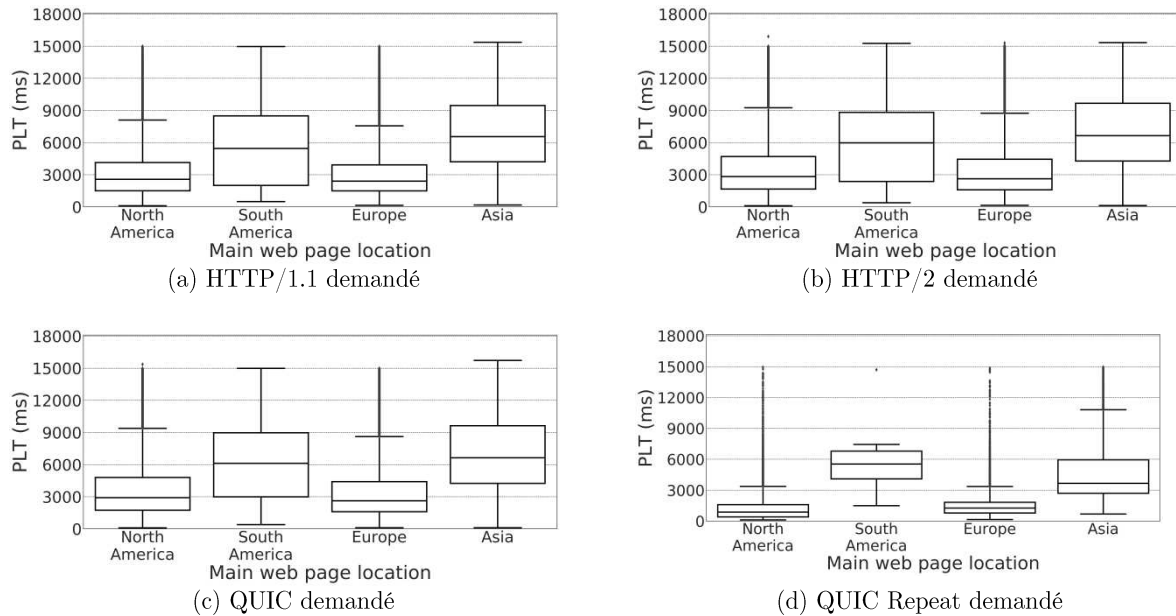 18000
15000
12000
9000
6000
3000
0
PLT (ms)
North America
South America
Europe
Asia
Main web page location
(a) HTTP/1.1 demandé
18000
15000
12000
9000
6000
3000
0
PLT (ms)
North America
South America
Europe
Asia
Main web page location
(b) HTTP/2 demandé
18000
15000
12000
9000
6000
3000
0
PLT (ms)
North America
South America
Europe
Asia
Main web page location
(c) QUIC demandé
18000
15000
12000
9000
6000
3000
0
PLT (ms)
North America
South America
Europe
Asia
Main web page location
(d) QUIC Repeat demandé